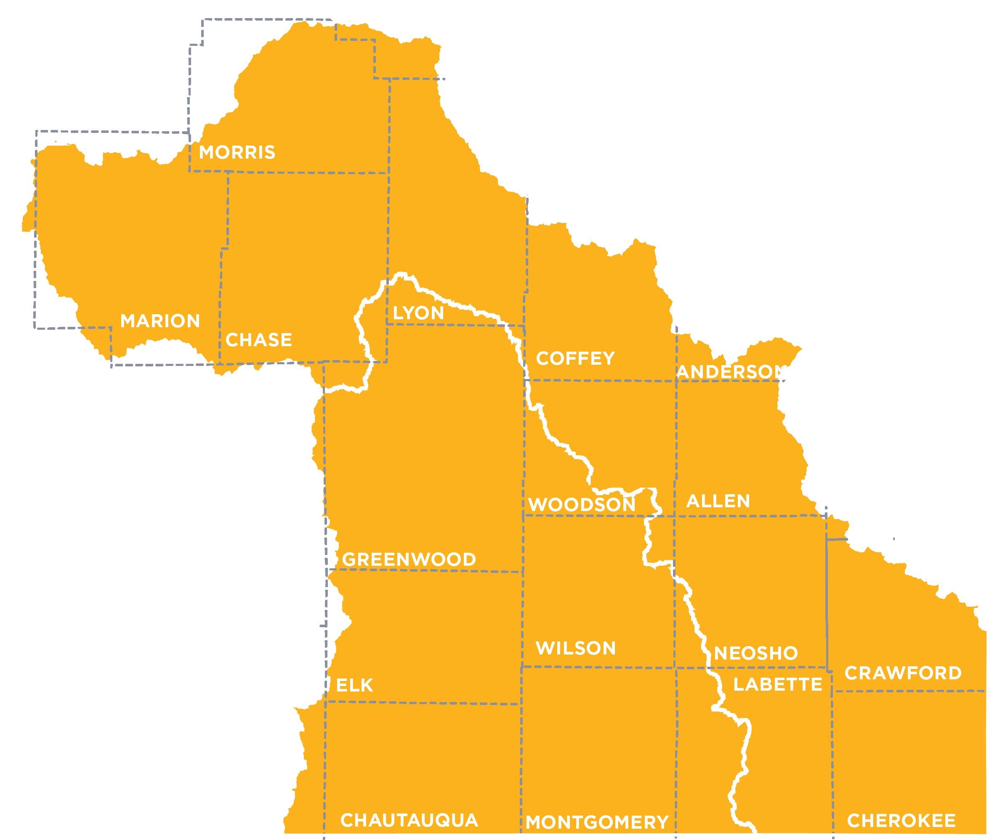 MORRIS
MARION
CHASE
LYON
COFFEY
ANDERSON
WOODSON
ALLEN
GREENWOOD
WILSON
NEOSHO
ELK
LABETTE
CRAWFORD
CHAUTAUQUA
MONTGOMERY
CHEROKEE